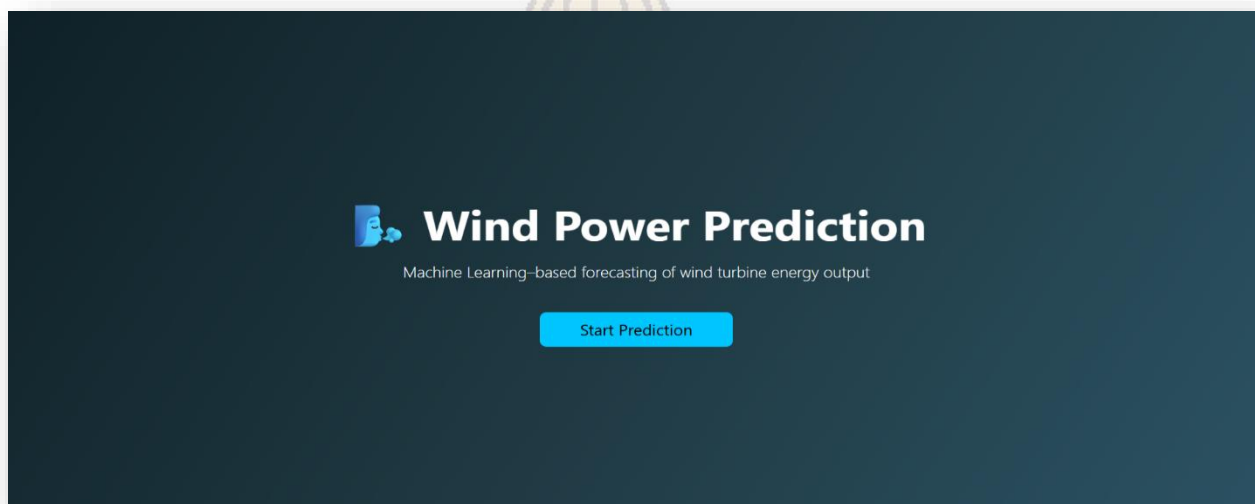 Wind Power Prediction
Machine Learning–based forecasting of wind turbine energy output
Start Prediction